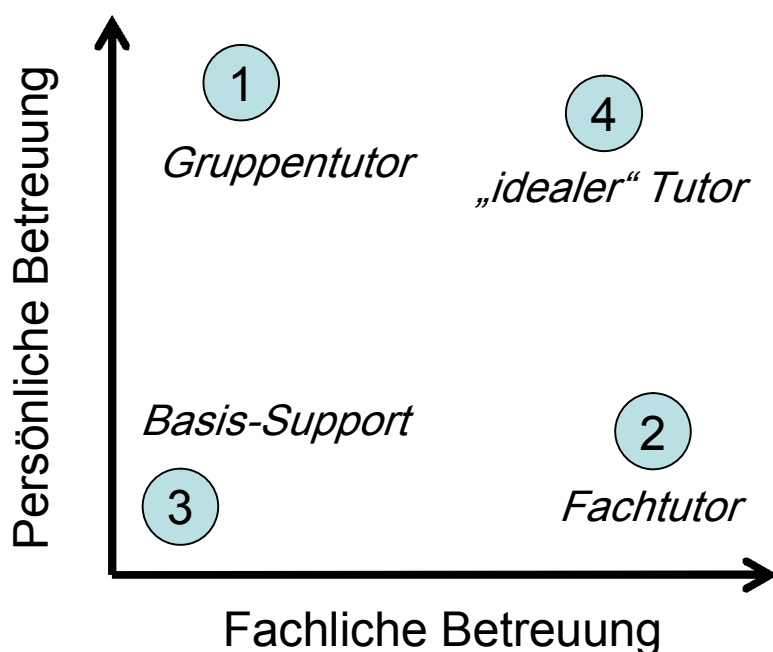 Persönliche Betreuung
1
Gruppentutor
4
„idealer“ Tutor
Basis-Support
3
2
Fachtutor
Fachliche Betreuung